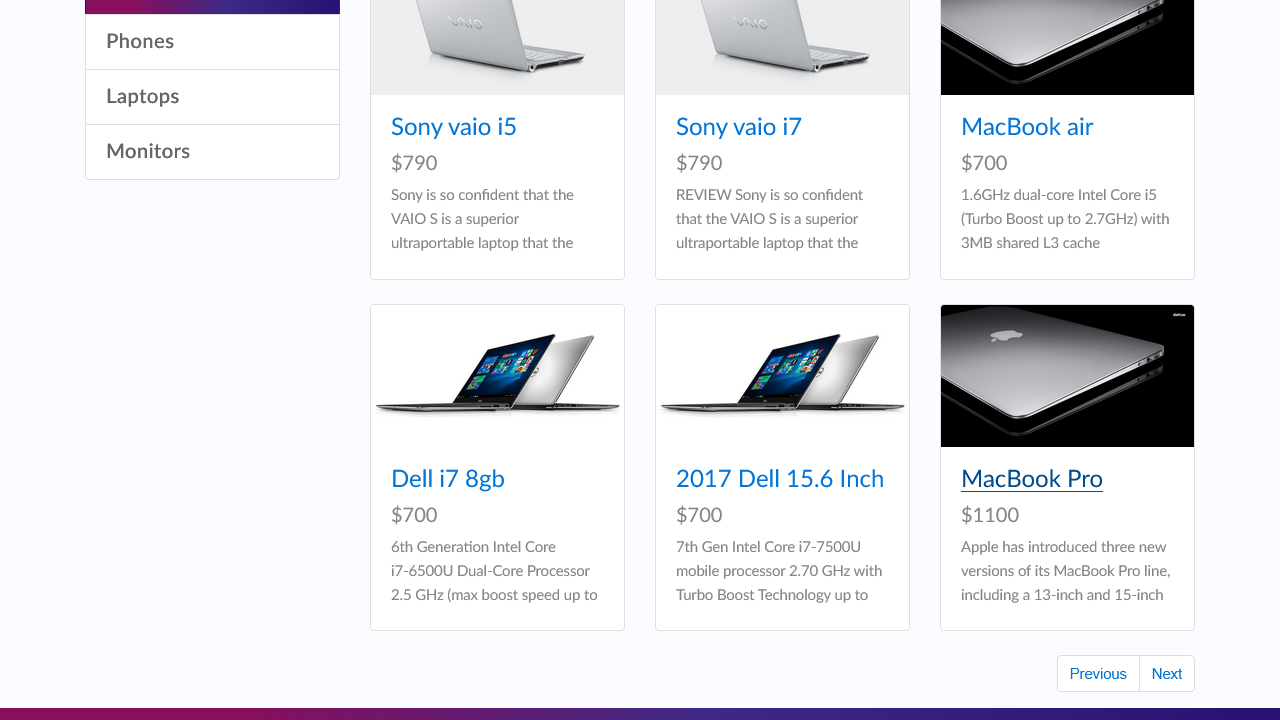 Phones
Laptops
Monitors
VAIO
VAIO
Sony vaio i5
$790
Sony is so confident that the
VAIO S is a superior
ultraportable laptop that the
Sony vaio i7
$790
REVIEW Sony is so confident
that the VAIO S is a superior
ultraportable laptop that the
MacBook air
$700
1.6GHz dual-core Intel Core i5
(Turbo Boost up to 2.7GHz) with
3MB shared L3 cache
Dell i7 8gb
$700
6th Generation Intel Core
i7-6500U Dual-Core Processor
2.5 GHz (max boost speed up to
2017 Dell 15.6 Inch
$700
7th Gen Intel Core i7-7500U
mobile processor 2.70 GHz with
Turbo Boost Technology up to
MacBook Pro
$1100
Apple has introduced three new
versions of its MacBook Pro line,
including a 13-inch and 15-inch
Previous
Next